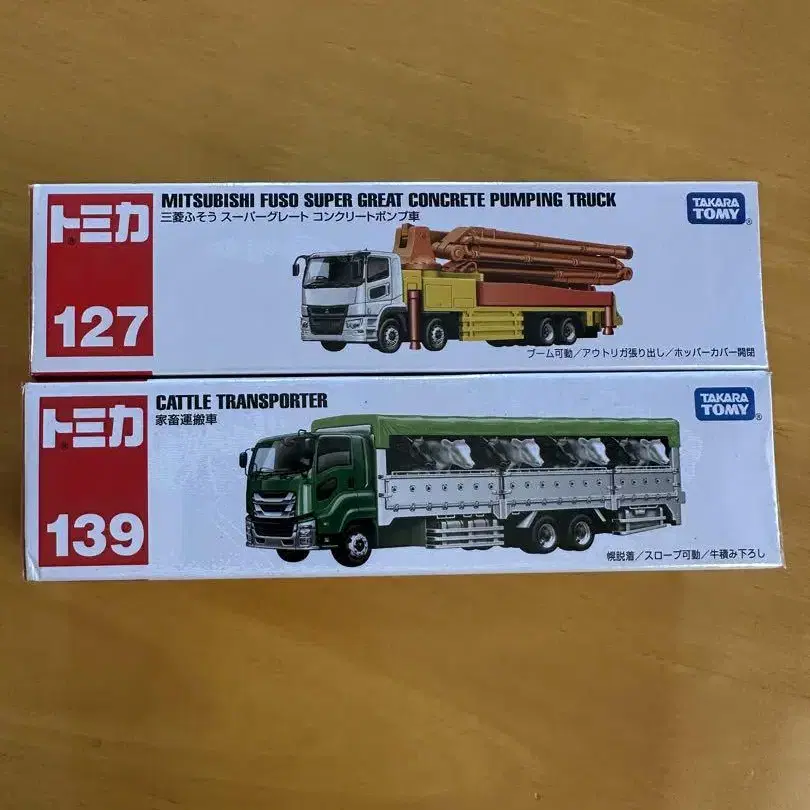 トミカ
127
MITSUBISHI FUSO SUPER GREAT CONCRETE PUMPING TRUCK
三菱ふそう スーパーグレート コンクリートポンプ車
TAKARA TOMY®
ブーム可動/アウトリガ張り出し/ホッパーカバー開閉
トミカ
139
CATTLE TRANSPORTER
家畜運搬車
TAKARA TOMY®
幌脱着/スロープ可動/牛積み下ろし